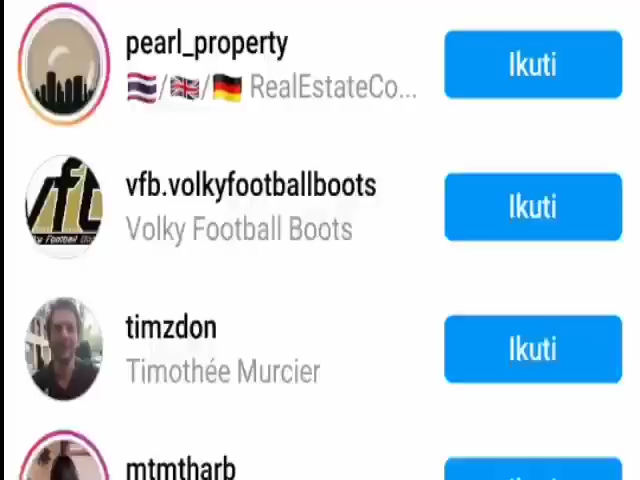 pearl_property
🇹🇭/🇬🇧/🇩🇪 RealEstateCo...
Ikuti
vfb.volkyfootballboots
Volky Football Boots
Ikuti
timzdon
Timothée Murcier
Ikuti
mtmtharb